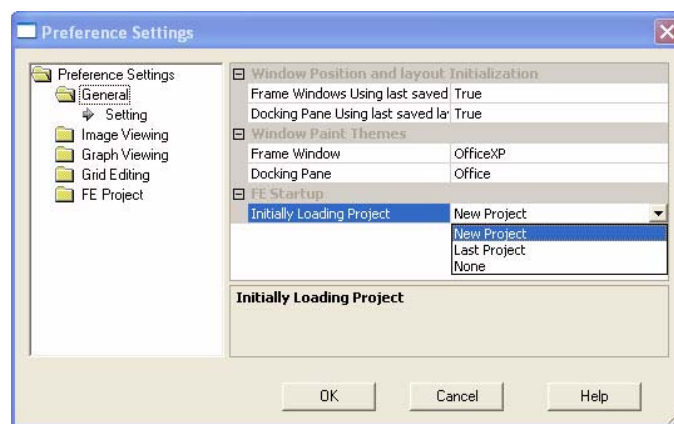 Preference Settings
Preference Settings
General
Setting
Image Viewing
Graph Viewing
Grid Editing
FE Project
Window Position and layout Initialization
Frame Windows Using last saved True
Docking Pane Using last saved la True
Window Paint Themes
Frame Window OfficeXP
Docking Pane Office
FE Startup
Initially Loading Project New Project
New Project
Last Project
None
Initially Loading Project
OK Cancel Help